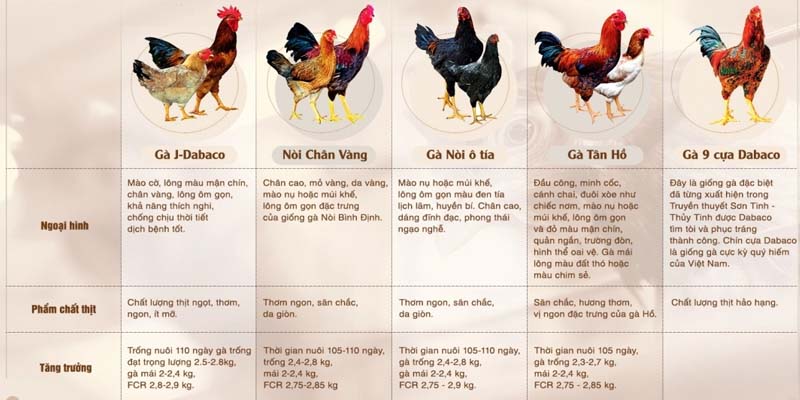 Gà J-Dabaco
Nòi Chân Vàng
Gà Nòi ô tía
Gà Tân Hồ
Gà 9 cựa Dabaco
Ngoại hình
Mào cờ, lông màu mận chín,
chân vàng, lông ôm gọn,
khả năng thích nghi,
chống chịu thời tiết
dịch bệnh tốt.
Chân cao, mỏ vàng, da vàng,
mào nụ hoặc múi khế,
lông ôm gọn đặc trưng
của giống gà Nòi Bình Định.
Mào nụ hoặc múi khế,
lông ôm gọn màu đen tía
lịch lãm, huyền bí. Chân cao,
dáng đĩnh đạc, phong thái
ngạo nghễ.
Đầu công, mình cốc,
cánh chai, đuôi xòe như
chiếc nơm, mào nụ hoặc
múi khế, lông ôm gọn
và đỏ màu mận chín,
quản ngắn, trường đòn,
hình thể oai vệ. Gà mái
lông màu đất thó hoặc
màu chim sẻ.
Đây là giống gà đặc biệt
đã từng xuất hiện trong
Truyền thuyết Sơn Tinh -
Thủy Tinh được Dabaco
tìm tòi và phục tráng
thành công. Chín cựa Dabaco
là giống gà cực kỳ quý hiếm
của Việt Nam.
Phẩm chất thịt
Chất lượng thịt ngọt, thơm,
ngon, ít mỡ.
Thơm ngon, săn chắc,
da giòn.
Thơm ngon, săn chắc,
da giòn.
Săn chắc, hương thơm,
vị ngon đặc trưng của gà Hồ.
Chất lượng thịt hảo hạng.
Tăng trưởng
Trống nuôi 110 ngày gà trống
đạt trọng lượng 2.5-2.8kg,
gà mái 2-2,4 kg,
FCR 2,8-2,9 kg.
Thời gian nuôi 105-110 ngày,
gà trống 2,4-2,8 kg,
mái 2-2,4 kg,
FCR 2,75-2,85 kg
Thời gian nuôi 105-110 ngày,
gà trống 2,4-2,8 kg,
gà mái 2-2,4 kg,
FCR 2,75 - 2,9 kg.
Thời gian nuôi 105 ngày,
gà trống 2,3-2,7 kg,
mái 2-2,4 kg,
FCR 2,75 - 2,85 kg.